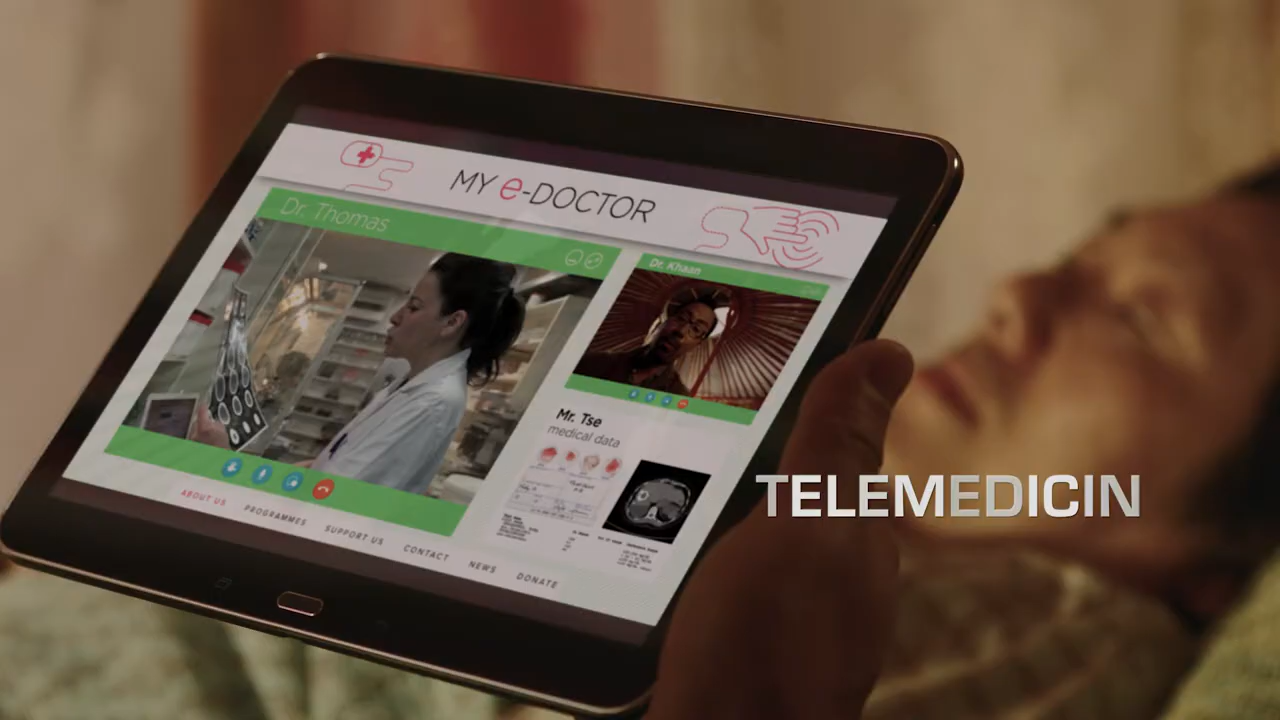 MY e-DOCTOR
Dr. Thomas
Dr. Khaan
Mr. Tse
medical data
TELEMEDICIN
ABOUT US PROGRAMMES SUPPORT US CONTACT NEWS DONATE